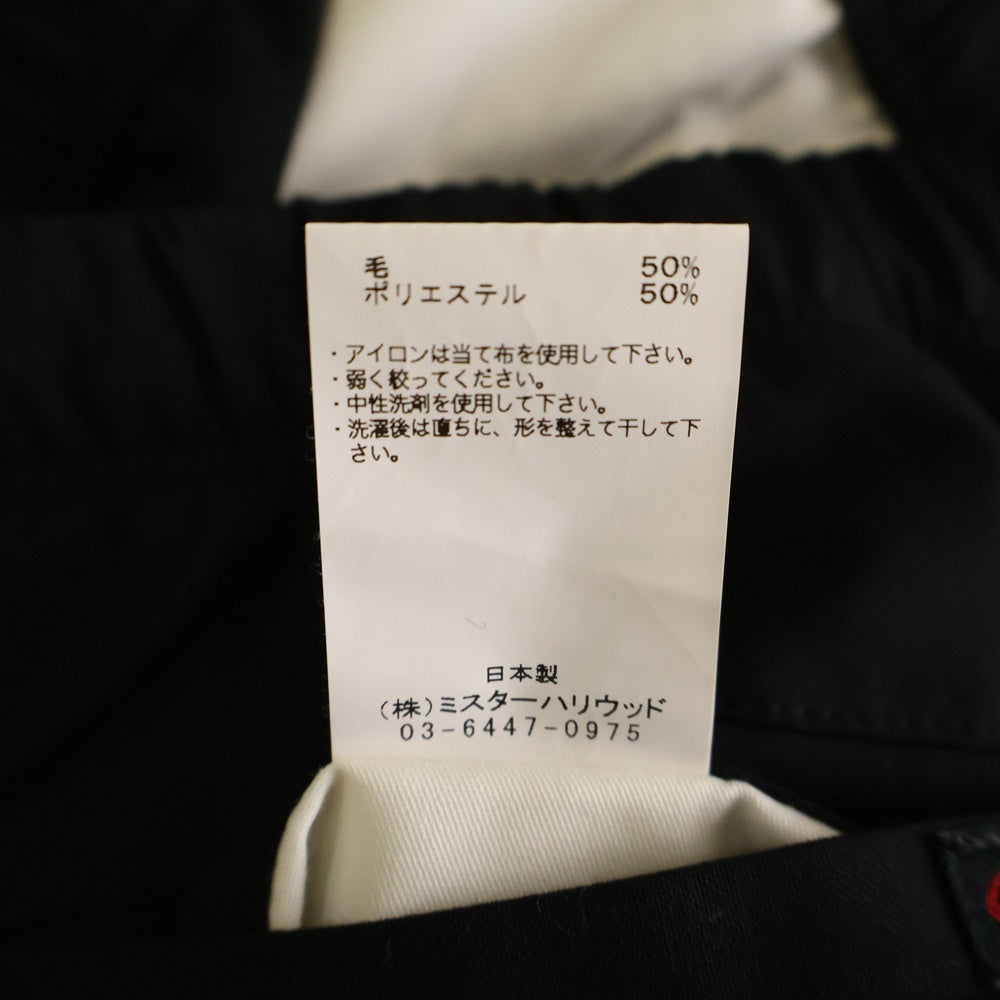 毛 50%
ポリエステル 50%
・アイロンは当て布を使用して下さい。
・弱く絞ってください。
・中性洗剤を使用して下さい。
・洗濯後は直ちに、形を整えて干して下
さい。
日本製
(株)ミスターハリウッド
03-6447-0975